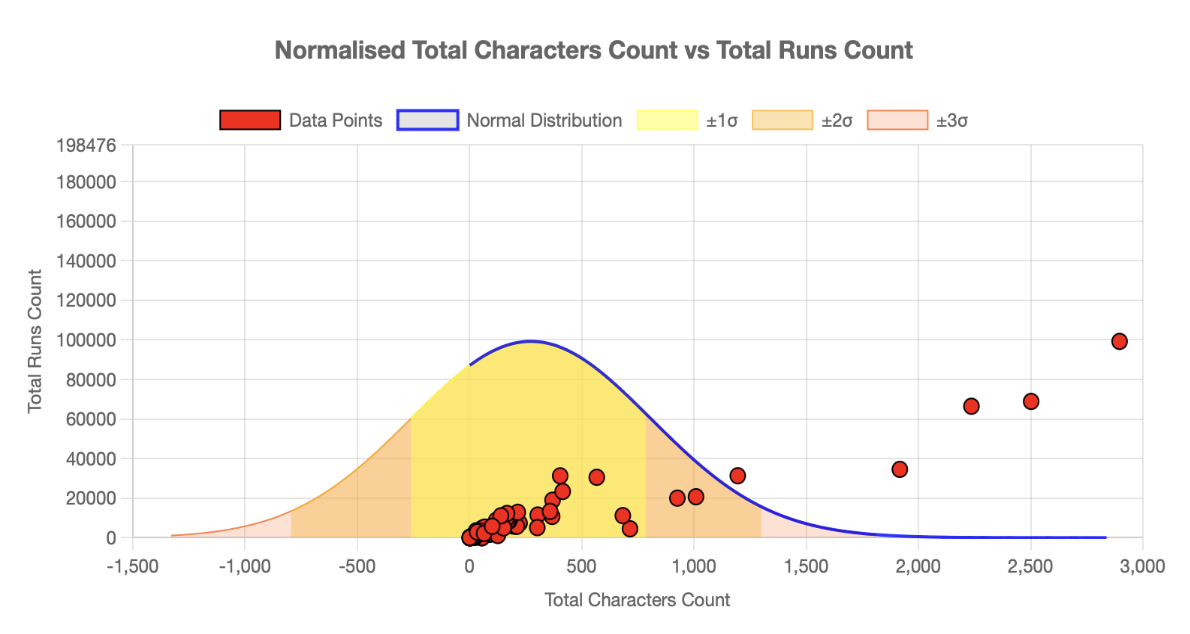 Normalised Total Characters Count vs Total Runs Count
Data Points Normal Distribution ±1σ ±2σ ±3σ
198476
180000
160000
140000
120000
100000
80000
60000
40000
20000
0
Total Runs Count
-1,500 -1,000 -500 0 500 1,000 1,500 2,000 2,500 3,000
Total Characters Count